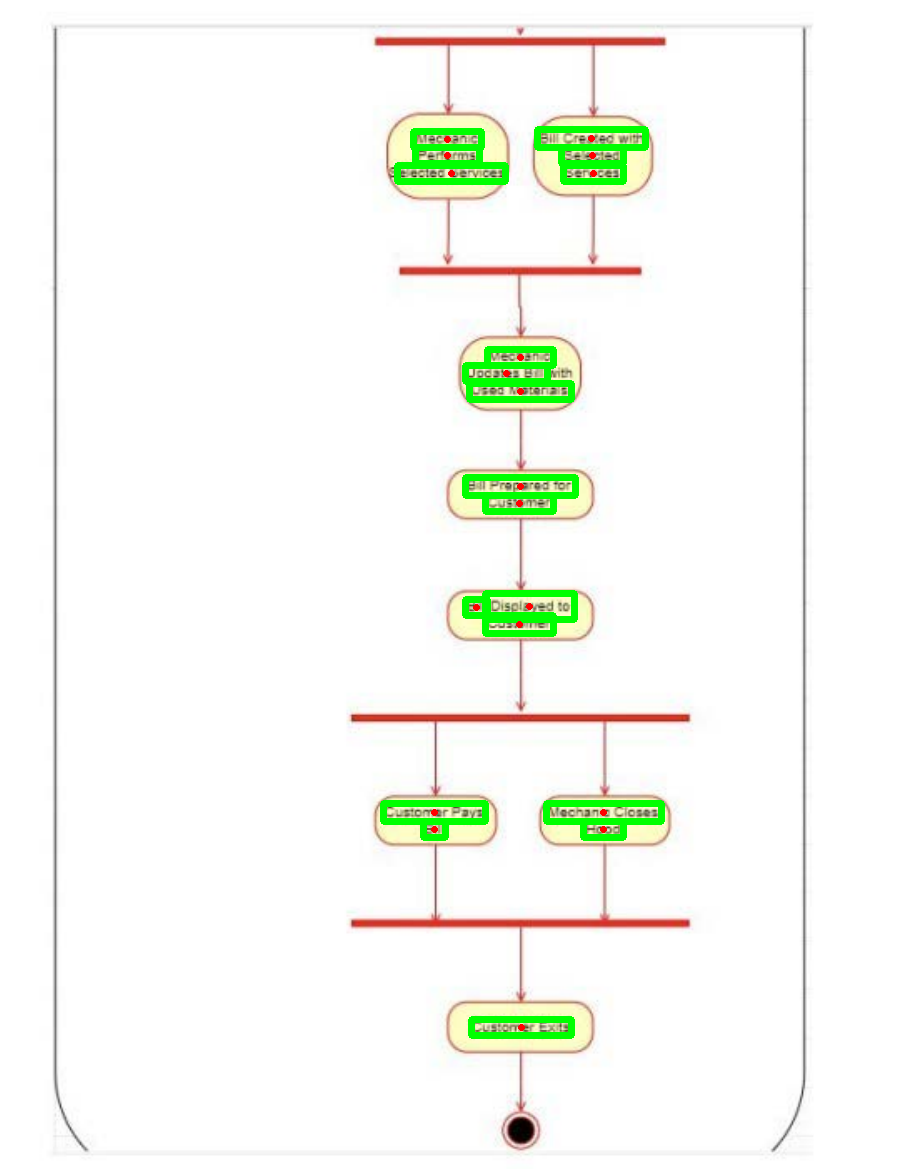 Mechanic
Performs
Selected Services
Bill Created with
Selected
Services
Mechanic
Updates Bill with
Used Materials
Bill Prepared for
Customer
Bill Displayed to
Customer
Customer Pays
Bill
Mechanic Closes
Hood
Customer Exits